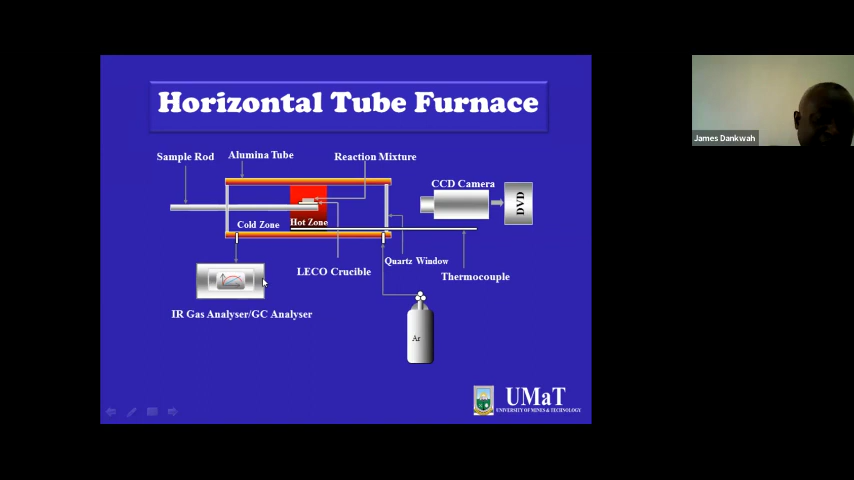 Horizontal Tube Furnace
James Dankwah
Sample Rod
Alumina Tube
Reaction Mixture
CCD Camera
DVD
Cold Zone
Hot Zone
Quartz Window
LECO Crucible
Thermocouple
IR Gas Analyser/GC Analyser
Ar
UMaT
UNIVERSITY OF MINES & TECHNOLOGY